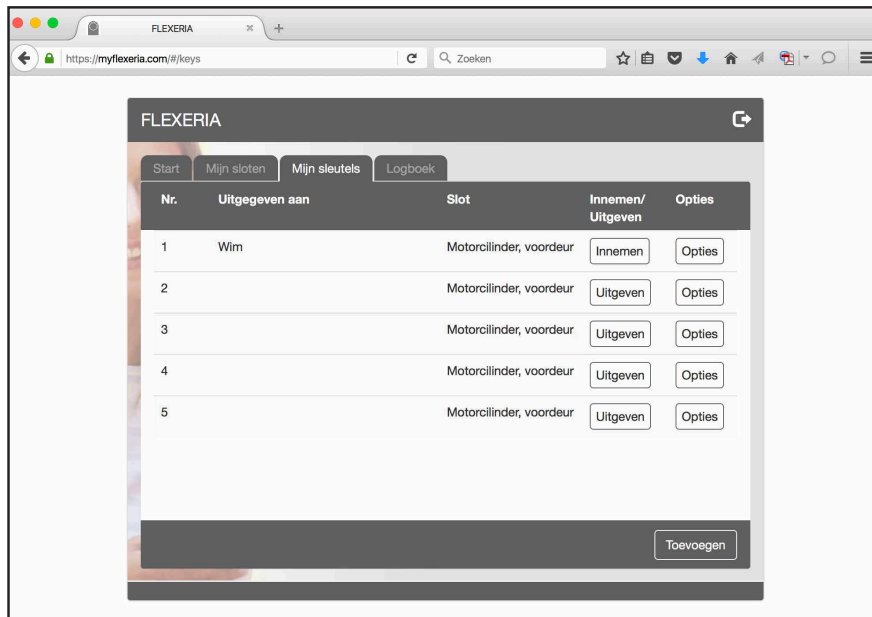 FLEXERIA
https://myflexeria.com/#/keys
Zoeken
FLEXERIA
Start Mijn sloten Mijn sleutels Logboek
Nr. Uitgegeven aan Slot Innemen/ Opties
Uitgeven
1 Wim Motorcilinder, voordeur Innemen Opties
2 Motorcilinder, voordeur Uitgeven Opties
3 Motorcilinder, voordeur Uitgeven Opties
4 Motorcilinder, voordeur Uitgeven Opties
5 Motorcilinder, voordeur Uitgeven Opties
Toevoegen